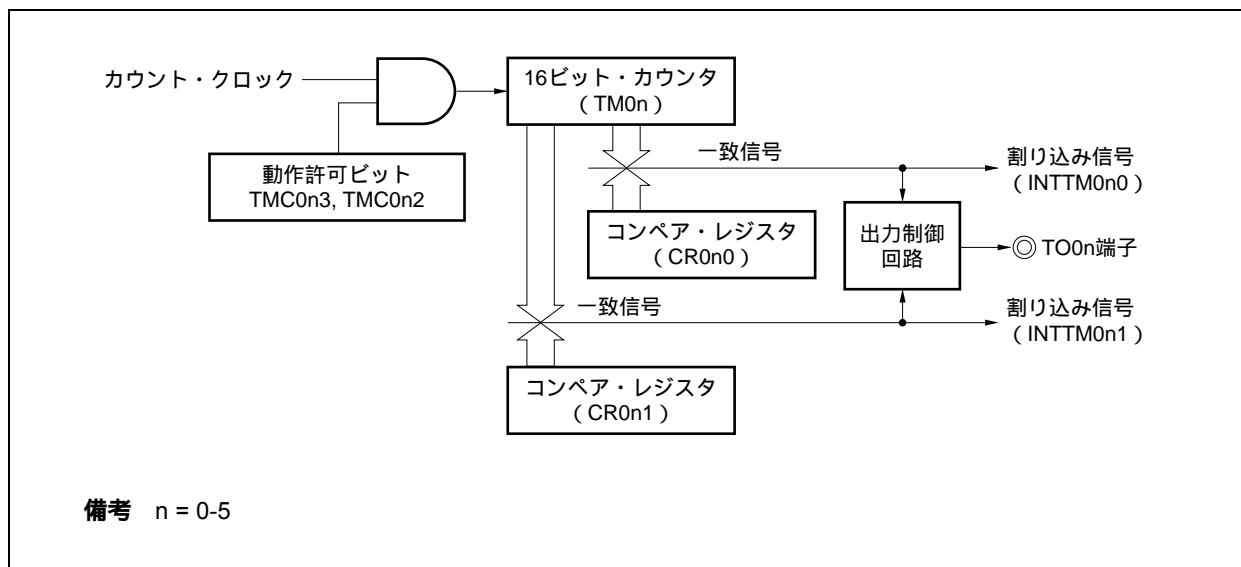 カウント・クロック
16ビット・カウンタ
（TM0n）
動作許可ビット
TMC0n3, TMC0n2
一致信号
割り込み信号
（INTTM0n0）
コンペア・レジスタ
（CR0n0）
出力制御
回路
TO0n端子
一致信号
割り込み信号
（INTTM0n1）
コンペア・レジスタ
（CR0n1）
備考 n = 0-5